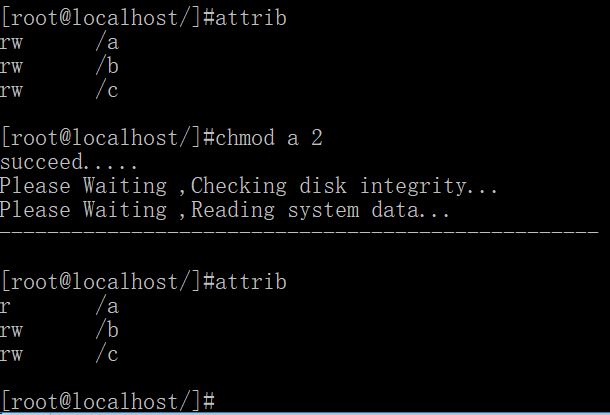 [root@localhost/]#attrib
rw      /a
rw      /b
rw      /c
[root@localhost/]#chmod a 2
succeed.....
Please Waiting ,Checking disk integrity...
Please Waiting ,Reading system data...
------------------------------------------------------------
[root@localhost/]#attrib
r       /a
rw      /b
rw      /c
[root@localhost/]#